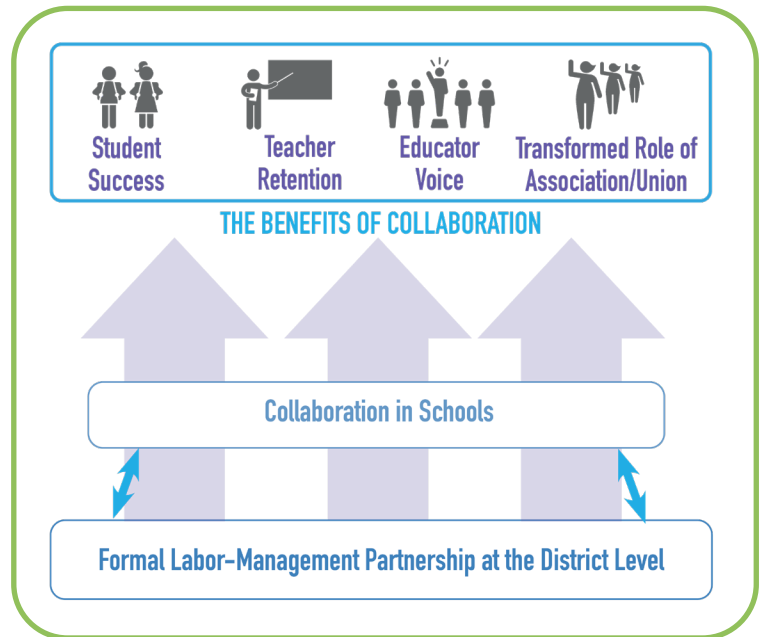 Student
Success
Teacher
Retention
Educator
Voice
Transformed Role of
Association/Union
THE BENEFITS OF COLLABORATION
Collaboration in Schools
Formal Labor-Management Partnership at the District Level